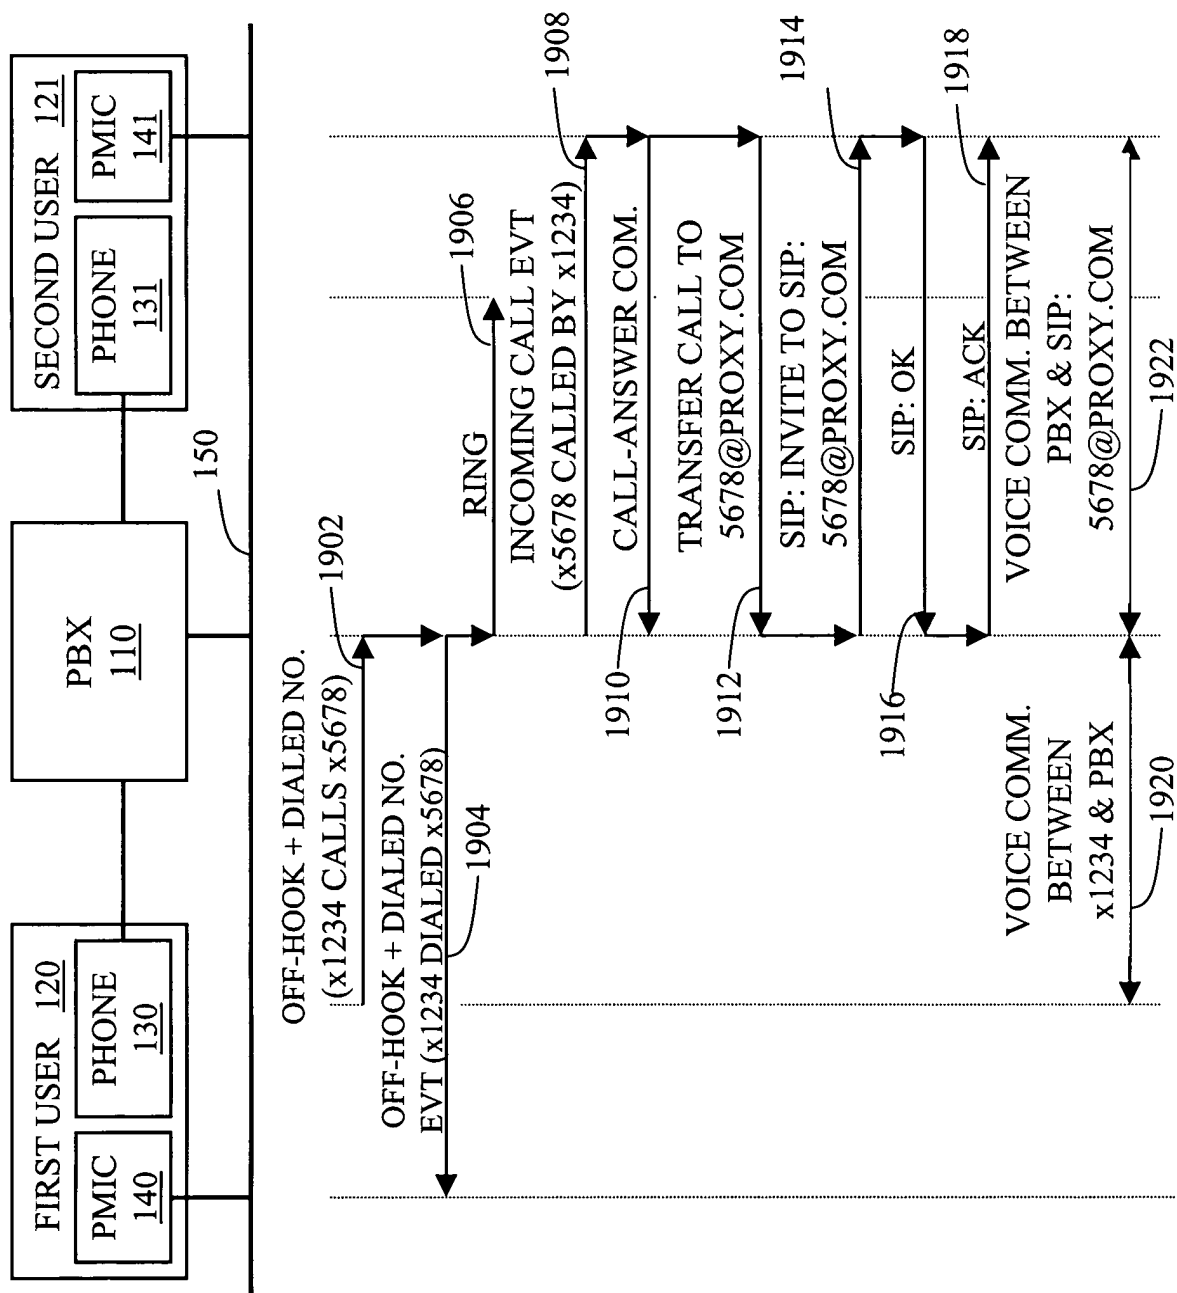 FIRST USER 120
PMIC
140
PHONE
130
PBX
110
SECOND USER 121
PHONE
131
PMIC
141
150
OFF-HOOK + DIALED NO.
(x1234 CALLS x5678)
1902
OFF-HOOK + DIALED NO.
EVT (x1234 DIALED x5678)
1904
RING
1906
INCOMING CALL EVT
(x5678 CALLED BY x1234)
1908
CALL-ANSWER COM.
1910
TRANSFER CALL TO
5678@PROXY.COM
1912
SIP: INVITE TO SIP:
5678@PROXY.COM
1914
SIP: OK
1916
SIP: ACK
1918
VOICE COMM.
BETWEEN
x1234 & PBX
1920
VOICE COMM. BETWEEN
PBX & SIP:
5678@PROXY.COM
1922